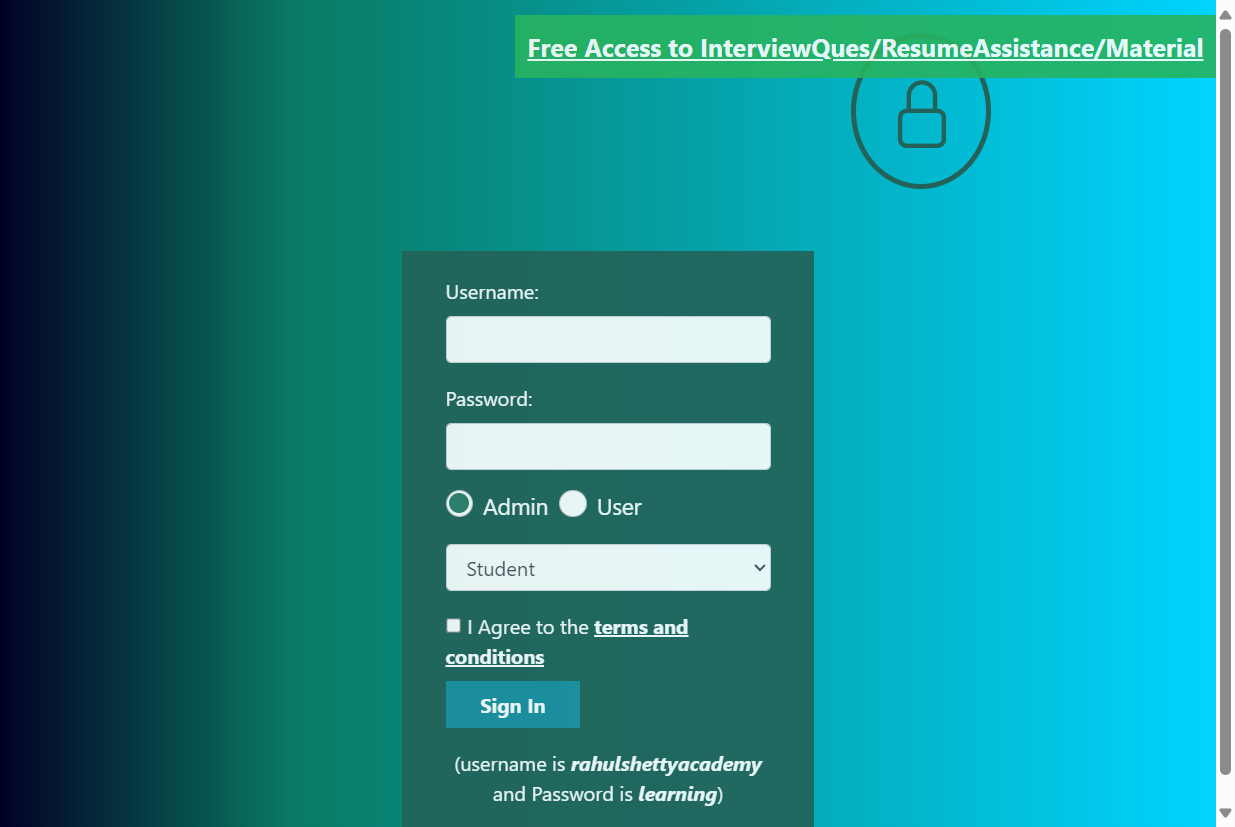 Free Access to InterviewQues/ResumeAssistance/Material
Username:
Password:
Admin User
Student
I Agree to the terms and
conditions
Sign In
(username is rahulshettyacademy
and Password is learning)